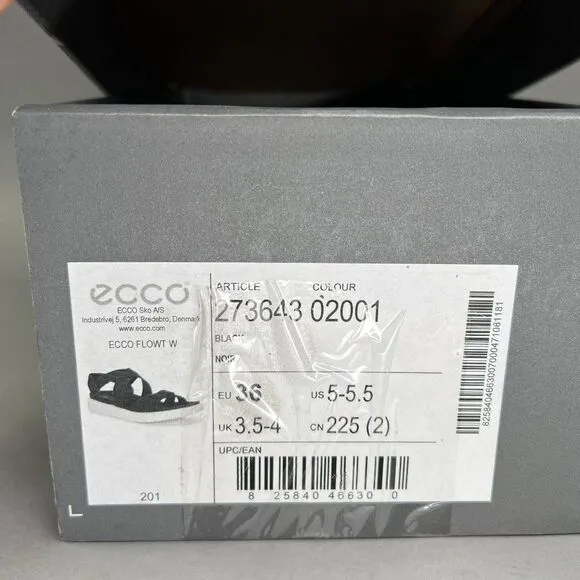 ecco
ECCO Sko A/S
Industrivej 5, 6261 Bredebro, Denmark
www.ecco.com
ECCO FLOWT W
201
ARTICLE COLOUR
273643 02001
BLACK
NOIR
EU 36 US 5-5.5
UK 3.5-4 CN 225 (2)
UPC/EAN
8 25840 46630 0
8258404663007000471081181
L